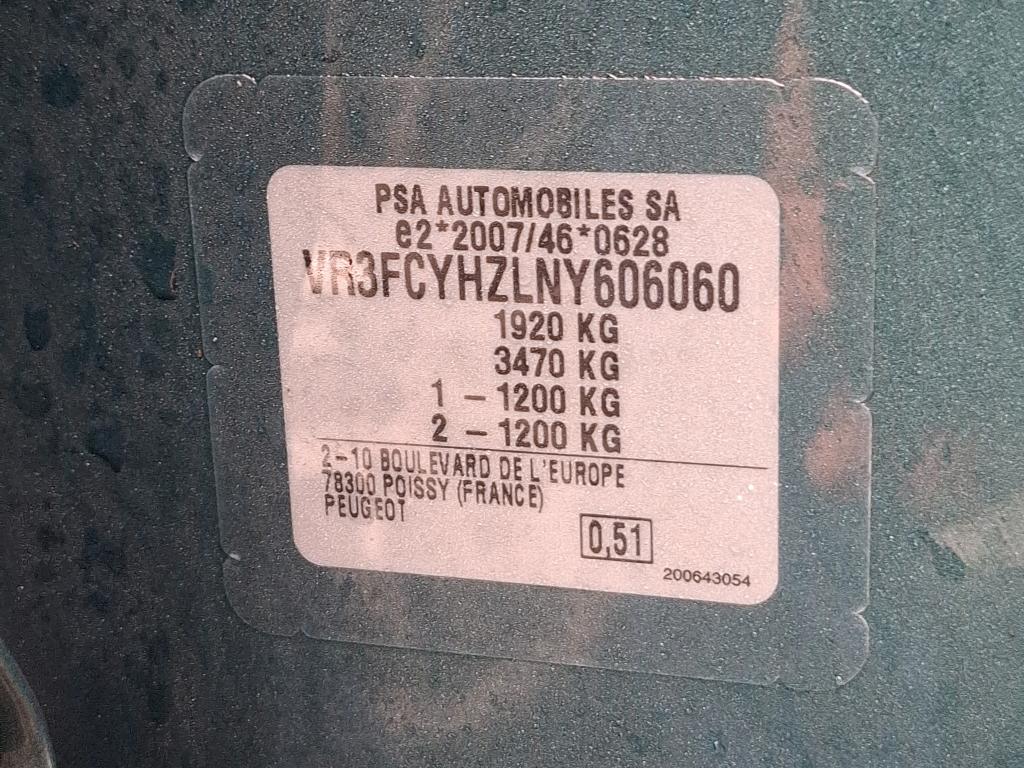 PSA AUTOMOBILES SA
e2*2007/46*0628
VR3FCYHZLNY606060
1920 KG
3470 KG
1 - 1200 KG
2 - 1200 KG
2-10 BOULEVARD DE L'EUROPE
78300 POISSY (FRANCE)
PEUGEOT
0,51
200643054